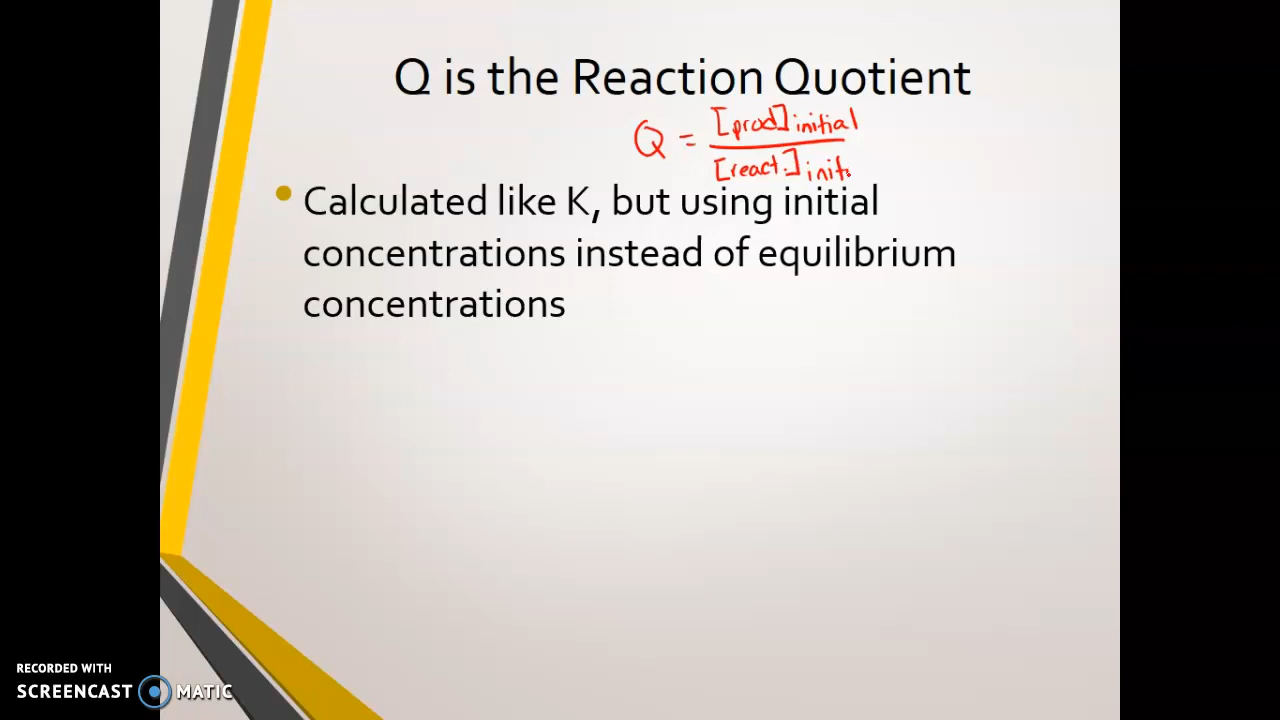 Q is the Reaction Quotient
Q = [prod]initial
[react.]init
Calculated like K, but using initial
concentrations instead of equilibrium
concentrations
RECORDED WITH
SCREENCAST MATIC